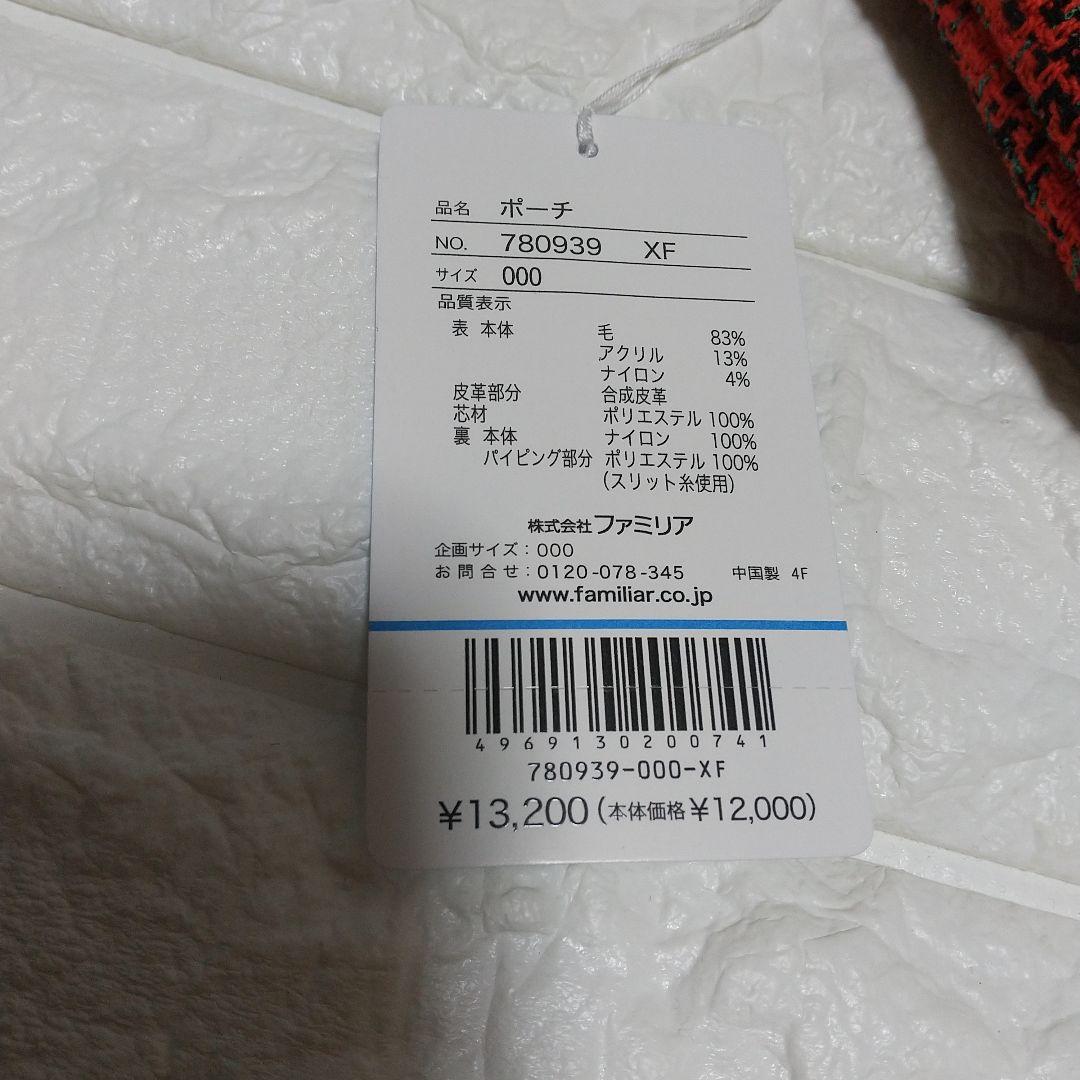 品名 ポーチ
NO. 780939 XF
サイズ 000
品質表示
表 本体 毛 83%
アクリル 13%
ナイロン 4%
皮革部分 合成皮革
芯材 ポリエステル 100%
裏 本体 ナイロン 100%
パイピング部分 ポリエステル 100%
(スリット糸使用)
株式会社ファミリア
企画サイズ：000
お問合せ：0120-078-345 中国製 4F
www.familiar.co.jp
4969130200741
780939-000-XF
¥13,200(本体価格¥12,000)